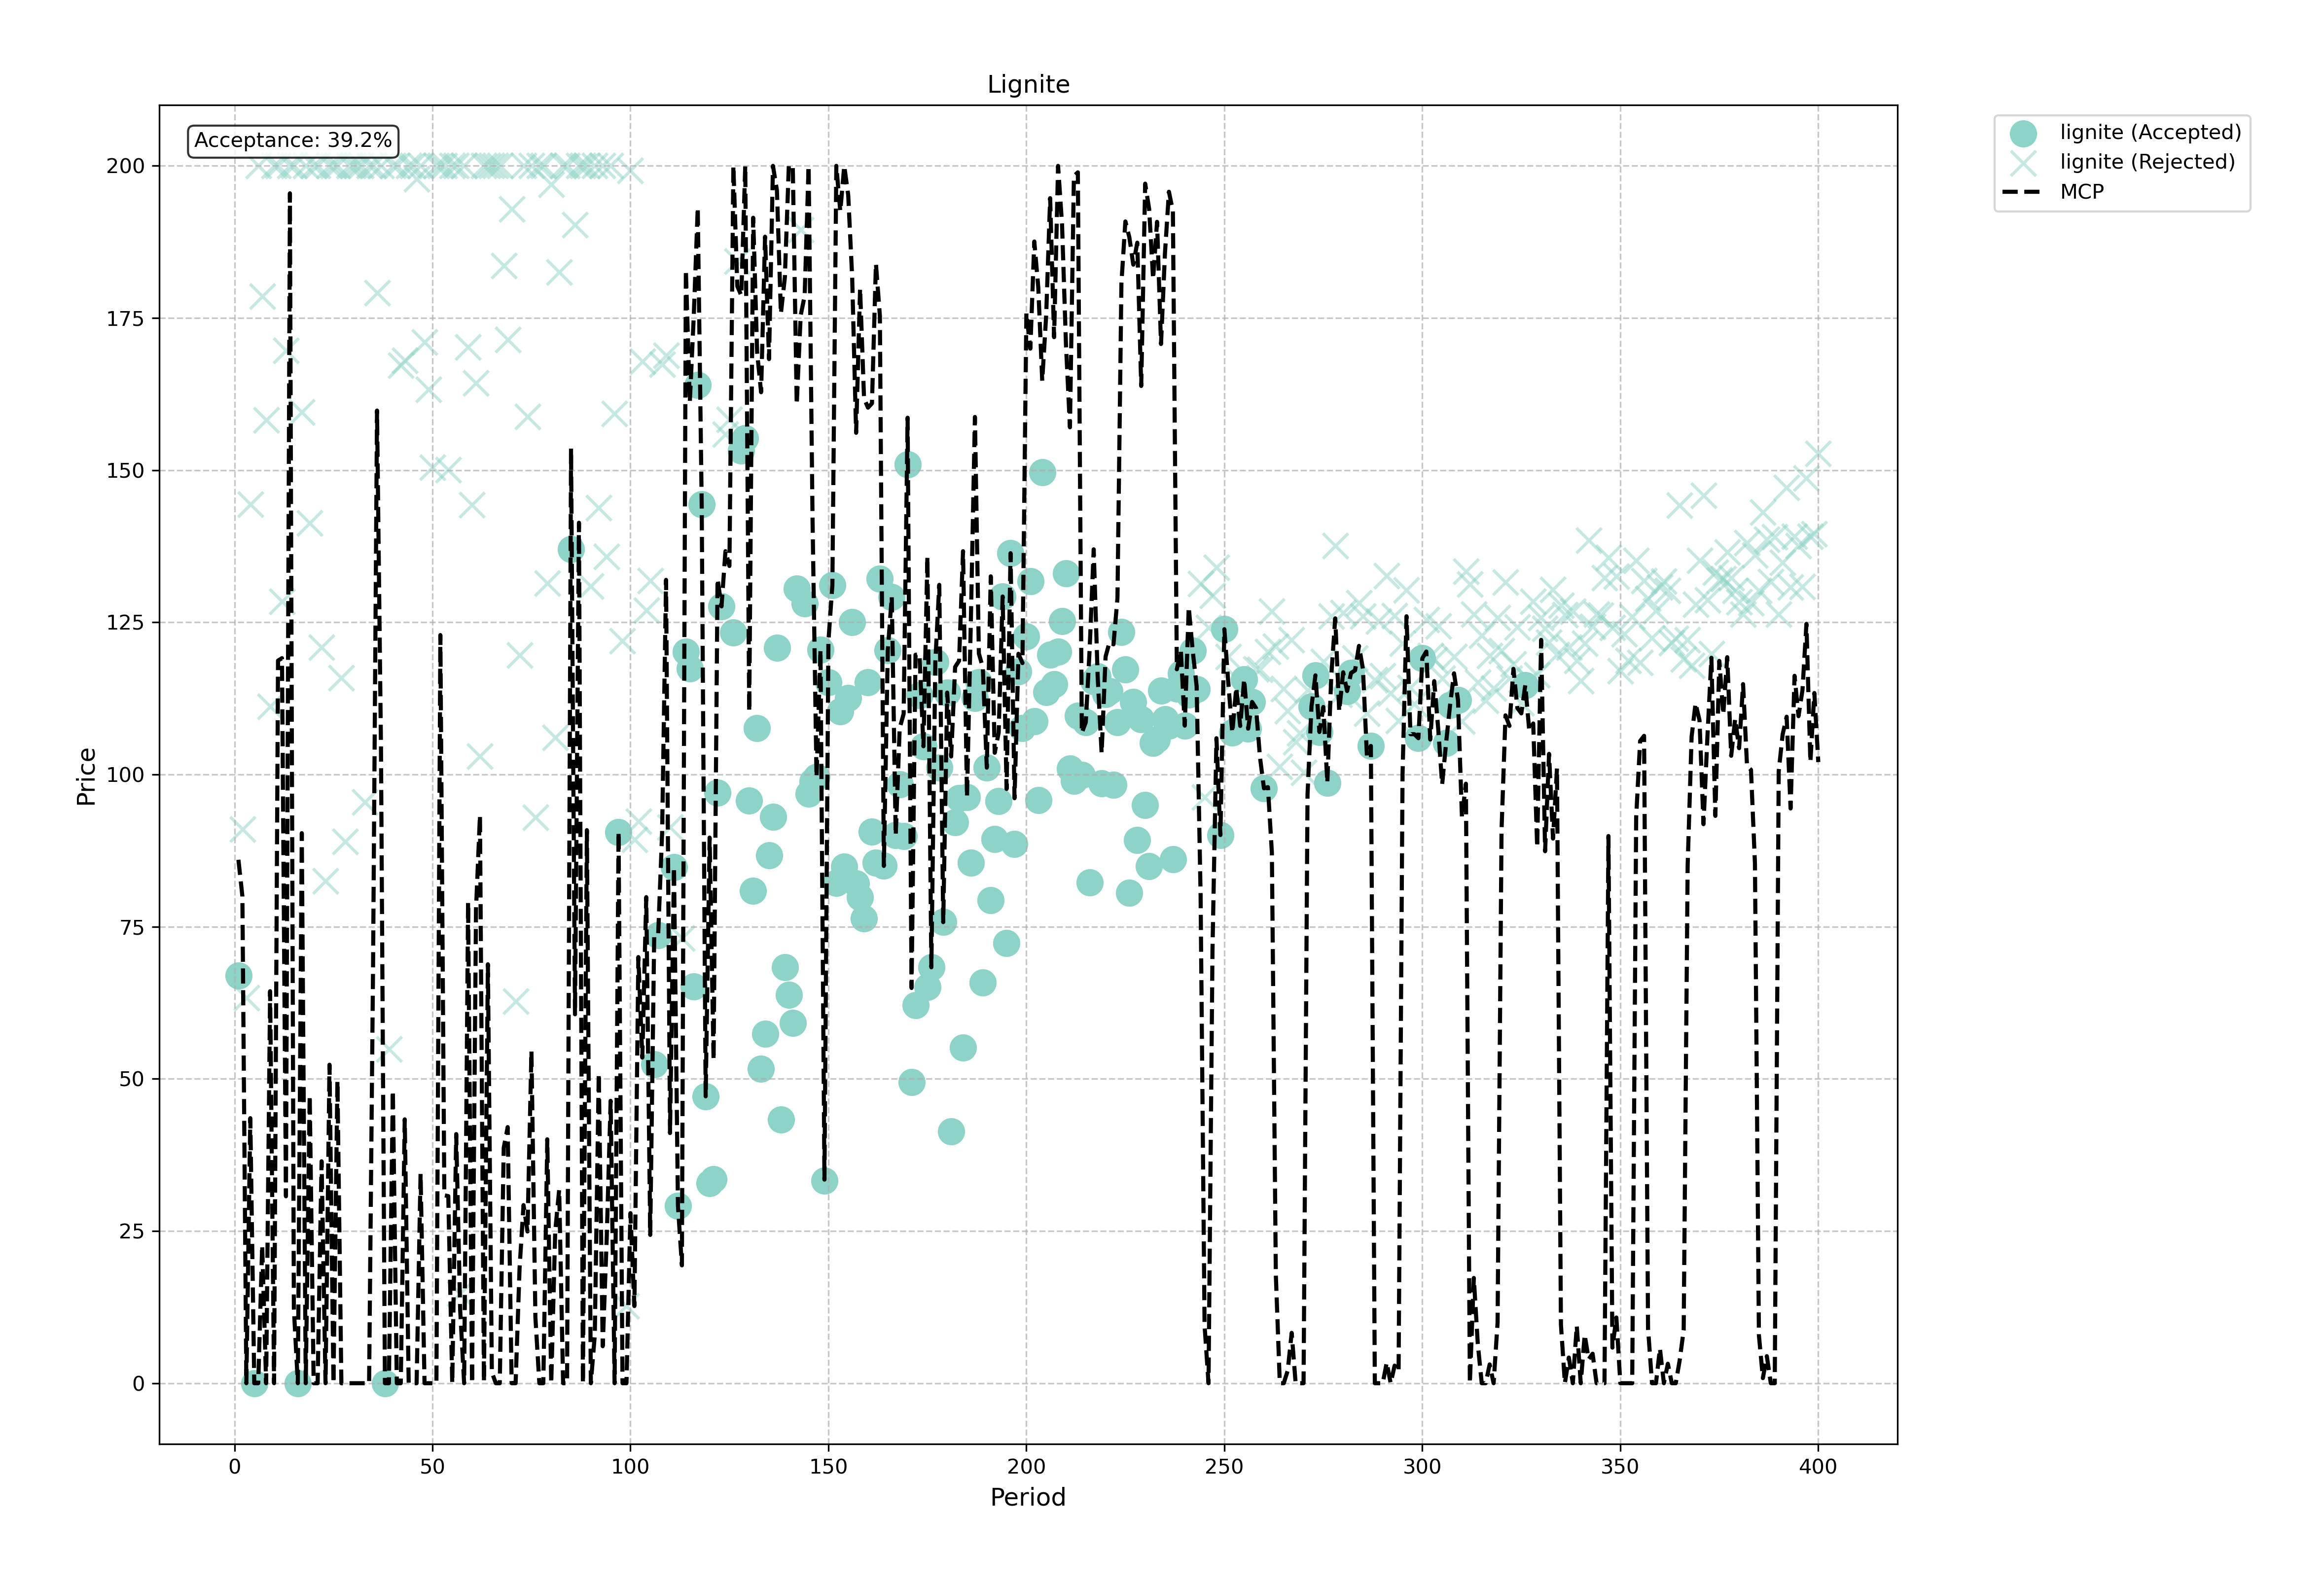 Lignite
Acceptance: 39.2%
lignite (Accepted)
lignite (Rejected)
MCP
Price
200
175
150
125
100
75
50
25
0
0 50 100 150 200 250 300 350 400
Period